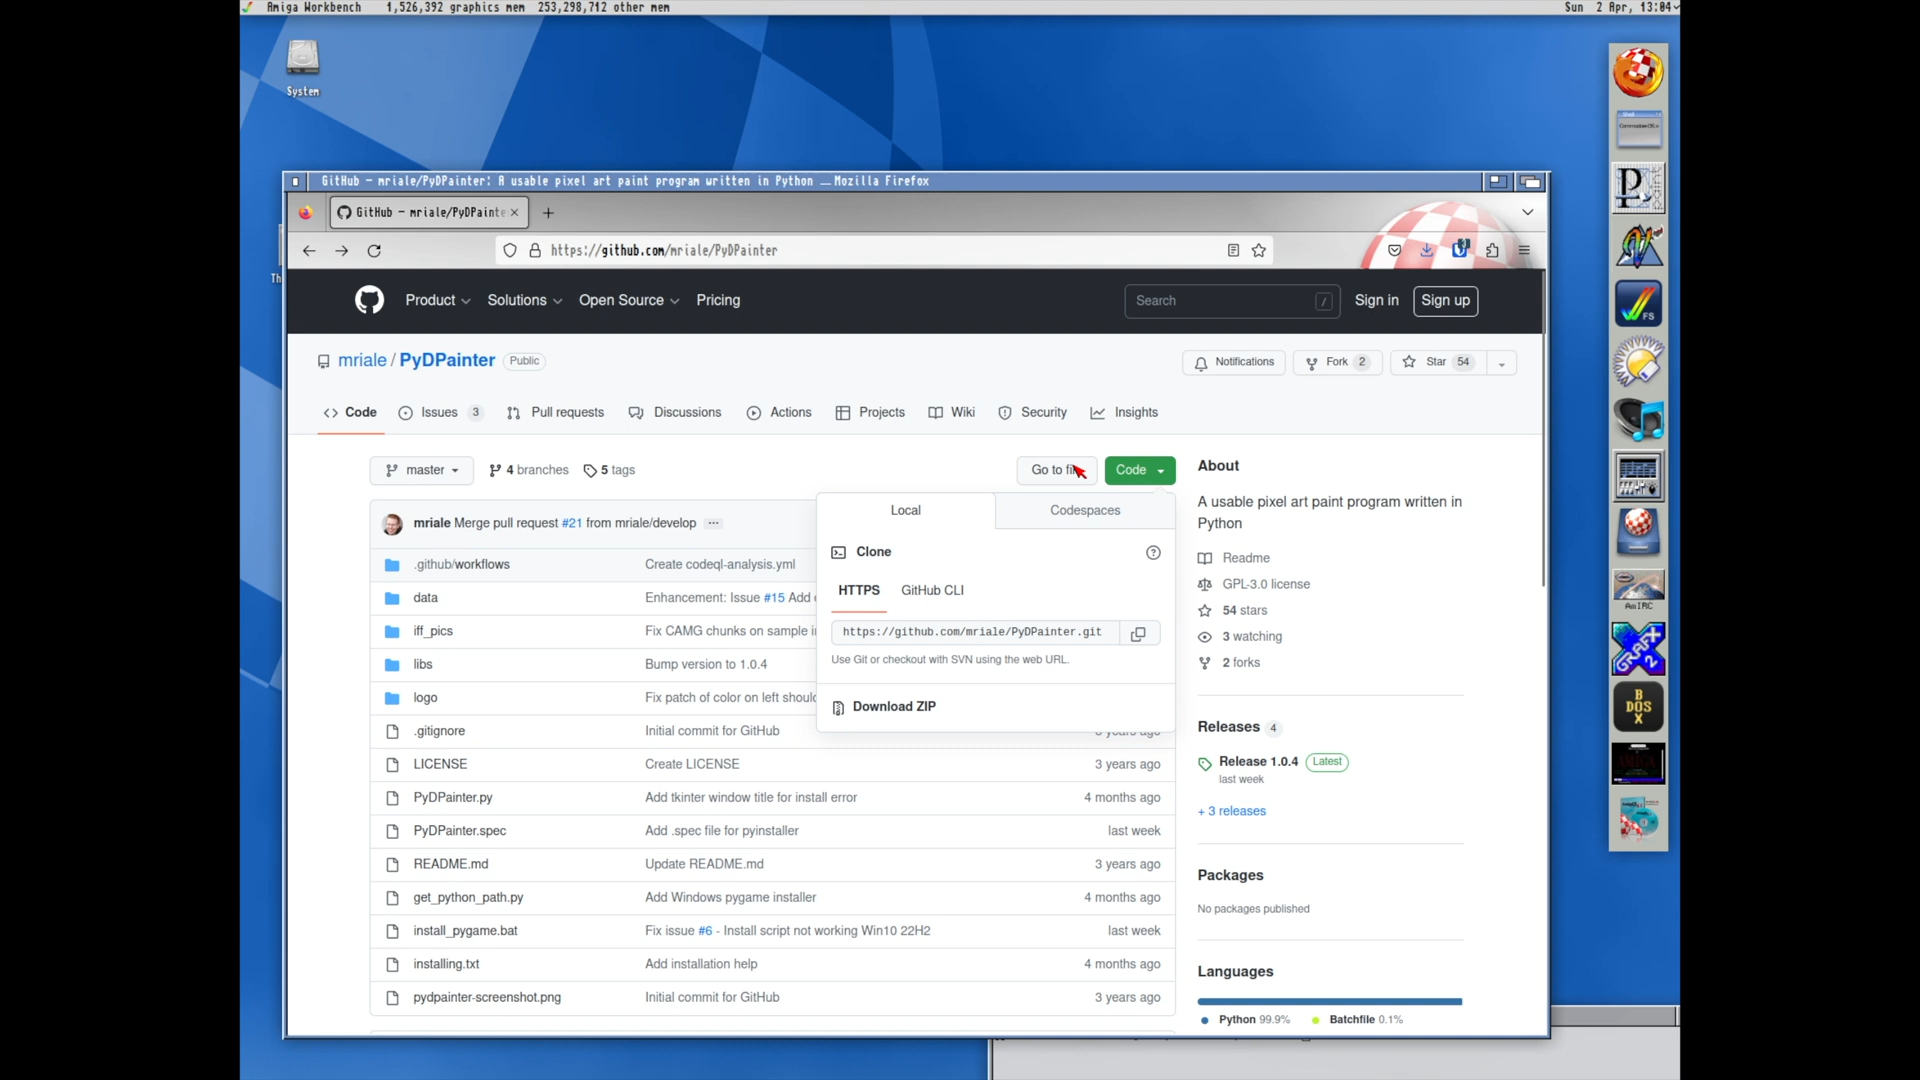 Amiga Workbench 1,526,392 graphics mem 253,298,712 other mem
Sun 2 Apr, 13:04
System
GitHub – mriale/PyDPainter: A usable pixel art paint program written in Python — Mozilla Firefox
GitHub – mriale/PyDPainte
https://github.com/mriale/PyDPainter
Product Solutions Open Source Pricing
Search /
Sign in
Sign up
mriale / PyDPainter Public
Notifications
Fork 2
Star 54
Code
Issues 3
Pull requests
Discussions
Actions
Projects
Wiki
Security
Insights
master
4 branches
5 tags
Go to
Code
mriale Merge pull request #21 from mriale/develop
.github/workflows Create codeql-analysis.yml
data Enhancement: Issue #15 Add
iff_pics Fix CAMG chunks on sample
libs Bump version to 1.0.4
logo Fix patch of color on left
.gitignore Initial commit for GitHub 3 years ago
LICENSE Create LICENSE 3 years ago
PyDPainter.py Add tkinter window title for install error 4 months ago
PyDPainter.spec Add .spec file for pyinstaller last week
README.md Update README.md 3 years ago
get_python_path.py Add Windows pygame installer 4 months ago
install_pygame.bat Fix issue #6 - Install script not working Win10 22H2 last week
installing.txt Add installation help 4 months ago
pydpainter-screenshot.png Initial commit for GitHub 3 years ago
Local
Codespaces
Clone
HTTPS
GitHub CLI
https://github.com/mriale/PyDPainter.git
Use Git or checkout with SVN using the web URL.
Download ZIP
About
A usable pixel art paint program written in
Python
Readme
GPL-3.0 license
54 stars
3 watching
2 forks
Releases 4
Release 1.0.4 Latest
last week
+ 3 releases
Packages
No packages published
Languages
Python 99.9%
Batchfile 0.1%
Th
P
FS
AmIRC
GRAFX2
B
DOS
X